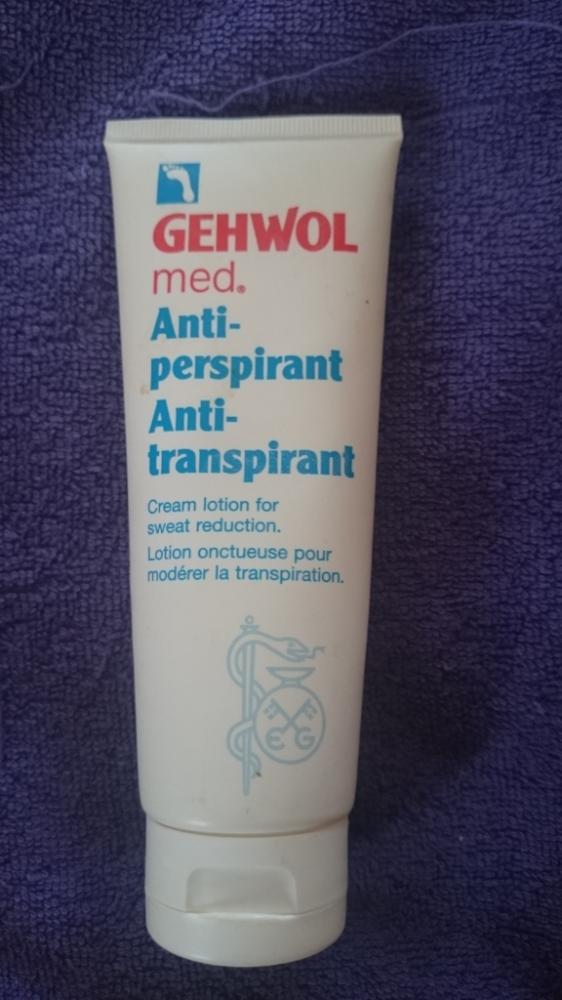 GEHWOL
med.
Anti-
perspirant
Anti-
transpirant
Cream lotion for
sweat reduction.
Lotion onctueuse pour
modérer la transpiration.
E G